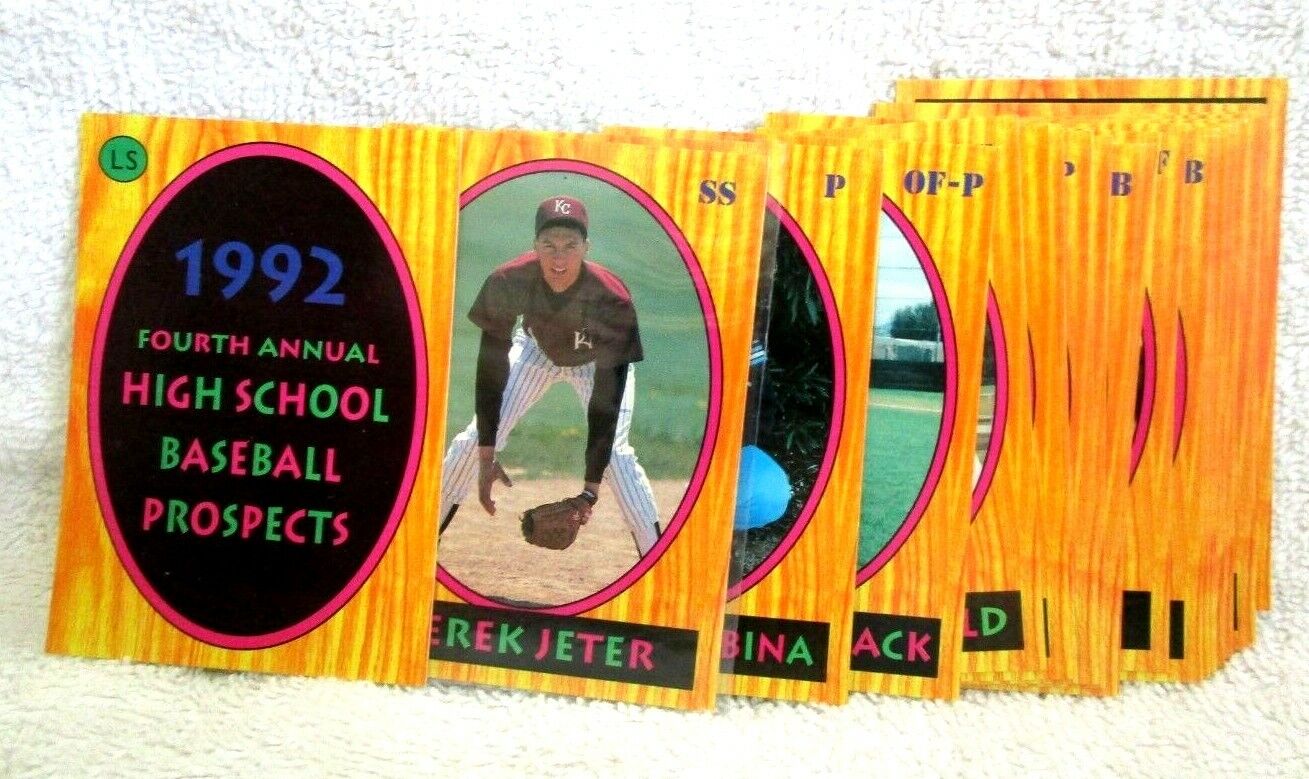 LS
1992
FOURTH ANNUAL
HIGH SCHOOL
BASEBALL
PROSPECTS
SS
KC
K
EREK JETER
P
BINA
OF-P
ACK
LD
P
B
F
B